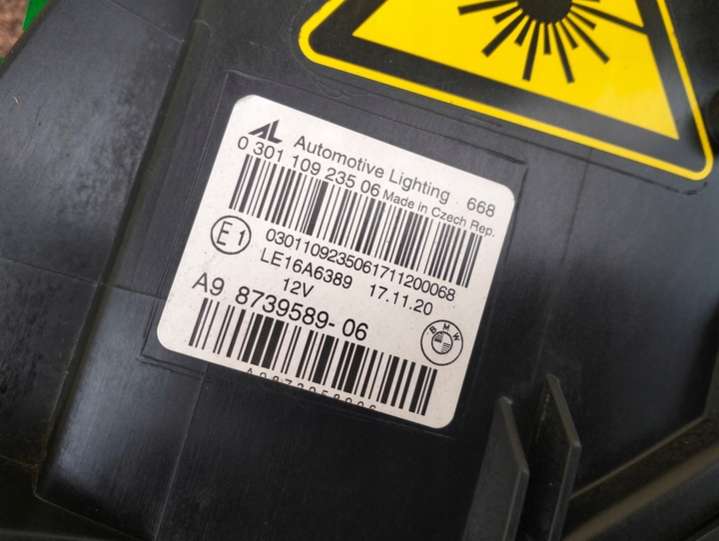 AL Automotive Lighting 668
0 301 109 235 06 Made in Czech Rep.
E1
0301109235061711200068
LE16A6389 17.11.20
12V
A9 8739589-06
BMW